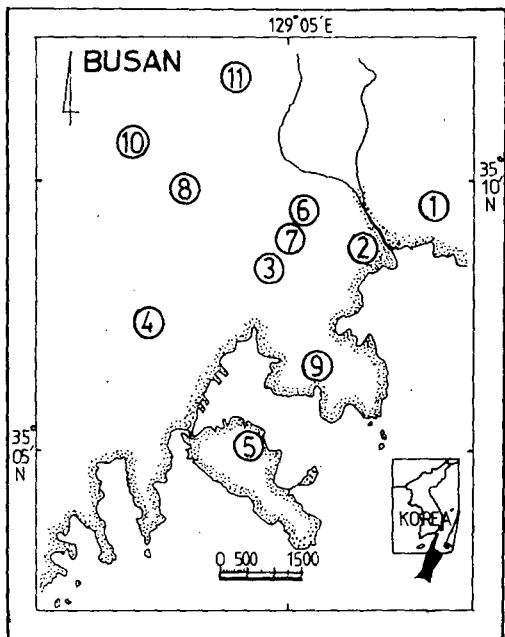 129°05′E
BUSAN
⑪
⑩
⑧
35°
10′
N
⑥
①
⑦
②
③
④
⑨
35°
05′
N
⑤
KOREA
0 500 1500